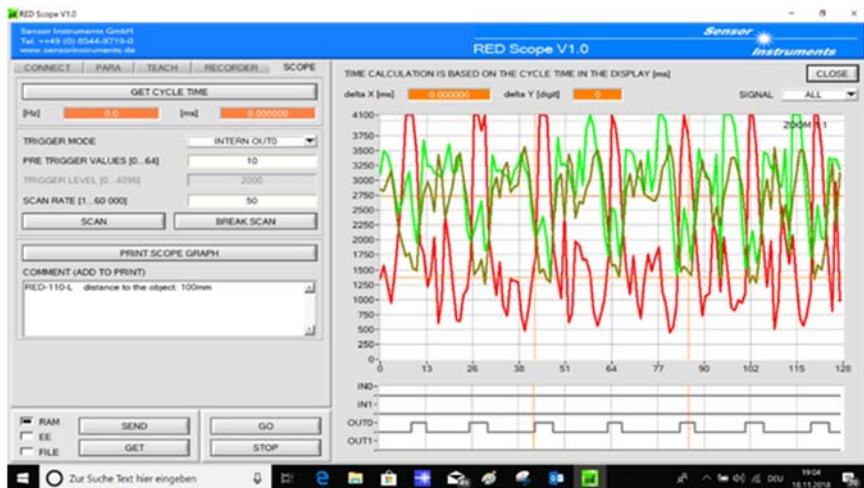 RED Scope V1.0
Sensor Instruments GmbH
Tel. ++49 (0) 8544-9719-0
www.sensorinstruments.de
RED Scope V1.0
Sensor
Instruments
CONNECT PARA TEACH RECORDER SCOPE
GET CYCLE TIME
[Hz] 0.0 [ms] 0.000000
TRIGGER MODE INTERN OUT0
PRE TRIGGER VALUES [0..64] 10
TRIGGER LEVEL [0...4096] 2000
SCAN RATE [1...60 000] 50
SCAN BREAK SCAN
PRINT SCOPE GRAPH
COMMENT (ADD TO PRINT)
RED-110-L distance to the object: 100mm
RAM
EE
FILE
SEND GO
GET STOP
TIME CALCULATION IS BASED ON THE CYCLE TIME IN THE DISPLAY [ms]
CLOSE
delta X [ms] 0.000000 delta Y [digit] 0 SIGNAL ALL
ZOOM 1:1
4100
3750
3500
3250
3000
2750
2500
2250
2000
1750
1500
1250
1000
750
500
250
0
0 13 26 38 51 64 77 90 102 115 128
IN0
IN1
OUT0
OUT1
Zur Suche Text hier eingeben
DEU
19:04
18.11.2018